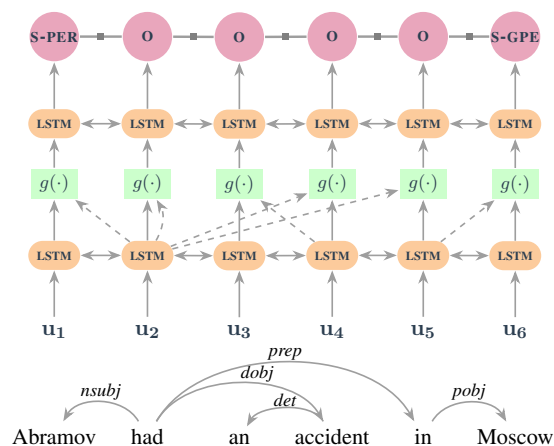 S-PER O O O O S-GPE
LSTM LSTM LSTM LSTM LSTM LSTM
g(·) g(·) g(·) g(·) g(·) g(·)
LSTM LSTM LSTM LSTM LSTM LSTM
u₁ u₂ u₃ u₄ u₅ u₆
prep
dobj
nsubj det pobj
Abramov had an accident in Moscow